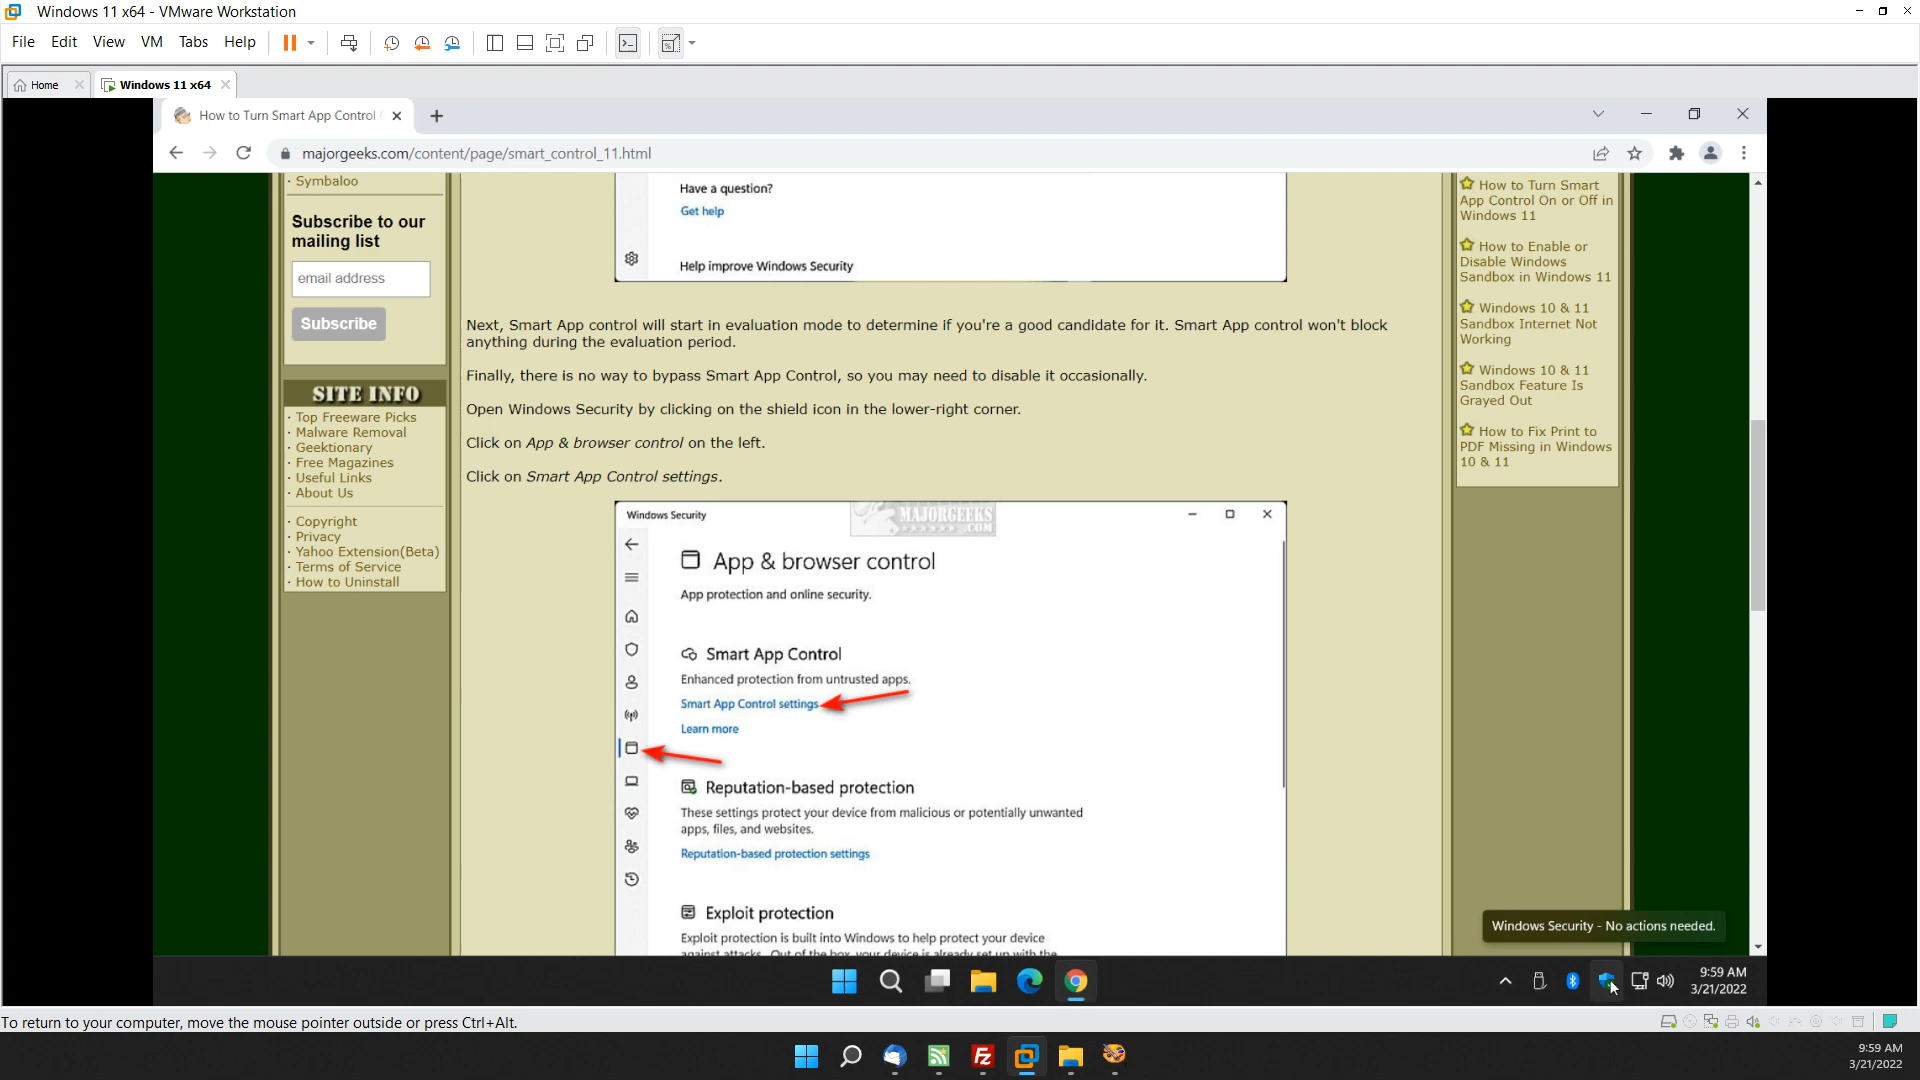 Windows 11 x64 - VMware Workstation
File Edit View VM Tabs Help
Home
Windows 11 x64
How to Turn Smart App Control
majorgeeks.com/content/page/smart_control_11.html
· Symbaloo
Subscribe to our
mailing list
email address
Subscribe
SITE INFO
· Top Freeware Picks
· Malware Removal
· Geektionary
· Free Magazines
· Useful Links
· About Us
· Copyright
· Privacy
· Yahoo Extension(Beta)
· Terms of Service
· How to Uninstall
Have a question?
Get help
Help improve Windows Security
Next, Smart App control will start in evaluation mode to determine if you're a good candidate for it. Smart App control won't block
anything during the evaluation period.
Finally, there is no way to bypass Smart App Control, so you may need to disable it occasionally.
Open Windows Security by clicking on the shield icon in the lower-right corner.
Click on App & browser control on the left.
Click on Smart App Control settings.
Windows Security
MAJORGEEKS
.COM
App & browser control
App protection and online security.
Smart App Control
Enhanced protection from untrusted apps.
Smart App Control settings
Learn more
Reputation-based protection
These settings protect your device from malicious or potentially unwanted
apps, files, and websites.
Reputation-based protection settings
Exploit protection
Exploit protection is built into Windows to help protect your device
against attacks. Out of the box, your device is already set up with the
How to Turn Smart
App Control On or Off in
Windows 11
How to Enable or
Disable Windows
Sandbox in Windows 11
Windows 10 & 11
Sandbox Internet Not
Working
Windows 10 & 11
Sandbox Feature Is
Grayed Out
How to Fix Print to
PDF Missing in Windows
10 & 11
Windows Security - No actions needed.
9:59 AM
3/21/2022
To return to your computer, move the mouse pointer outside or press Ctrl+Alt.
9:59 AM
3/21/2022